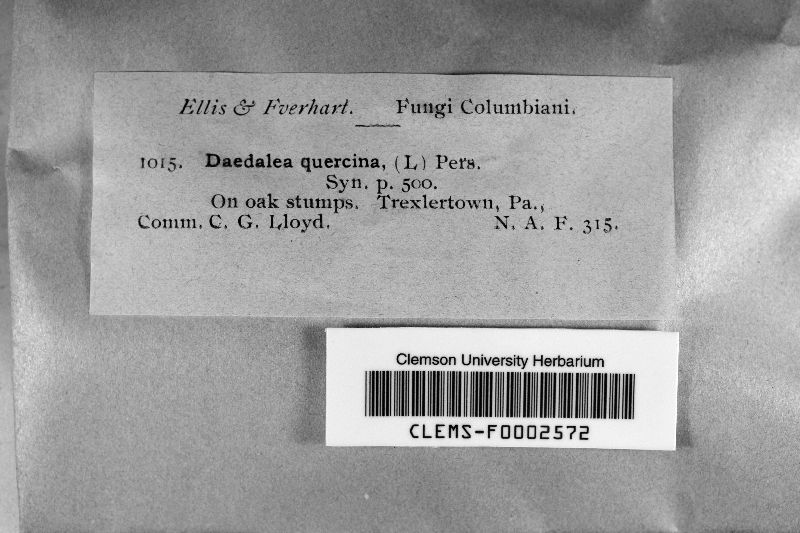 Ellis & Everhart. Fungi Columbiani.
1015. Daedalea quercina, (L) Pers.
Syn. p. 500.
On oak stumps. Trexlertown, Pa.,
Comm. C. G. Lloyd. N. A. F. 315.
Clemson University Herbarium
CLEMS-F0002572